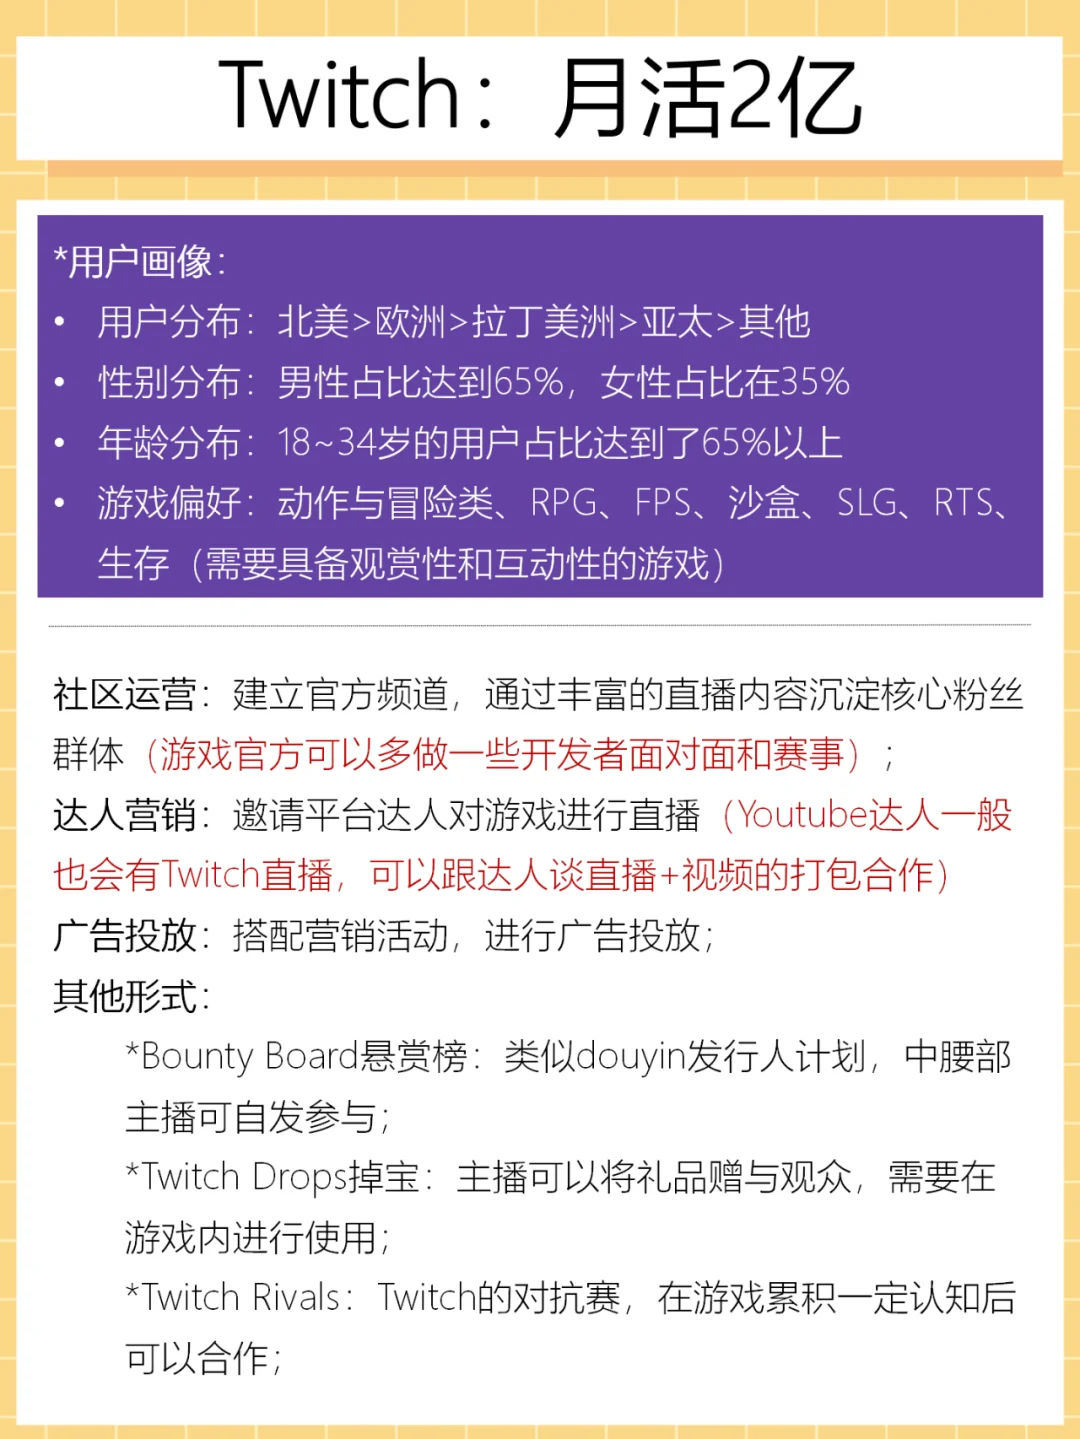 Twitch：月活2亿
*用户画像：
• 用户分布：北美>欧洲>拉丁美洲>亚太>其他
• 性别分布：男性占比达到65%，女性占比在35%
• 年龄分布：18~34岁的用户占比达到了65%以上
• 游戏偏好：动作与冒险类、RPG、FPS、沙盒、SLG、RTS、
生存（需要具备观赏性和互动性的游戏）
社区运营：建立官方频道，通过丰富的直播内容沉淀核心粉丝
群体（游戏官方可以多做一些开发者面对面和赛事）；
达人营销：邀请平台达人对游戏进行直播（Youtube达人一般
也会有Twitch直播，可以跟达人谈直播+视频的打包合作）
广告投放：搭配营销活动，进行广告投放；
其他形式：
*Bounty Board悬赏榜：类似douyin发行人计划，中腰部
主播可自发参与；
*Twitch Drops掉宝：主播可以将礼品赠与观众，需要在
游戏内进行使用；
*Twitch Rivals：Twitch的对抗赛，在游戏累积一定认知后
可以合作；